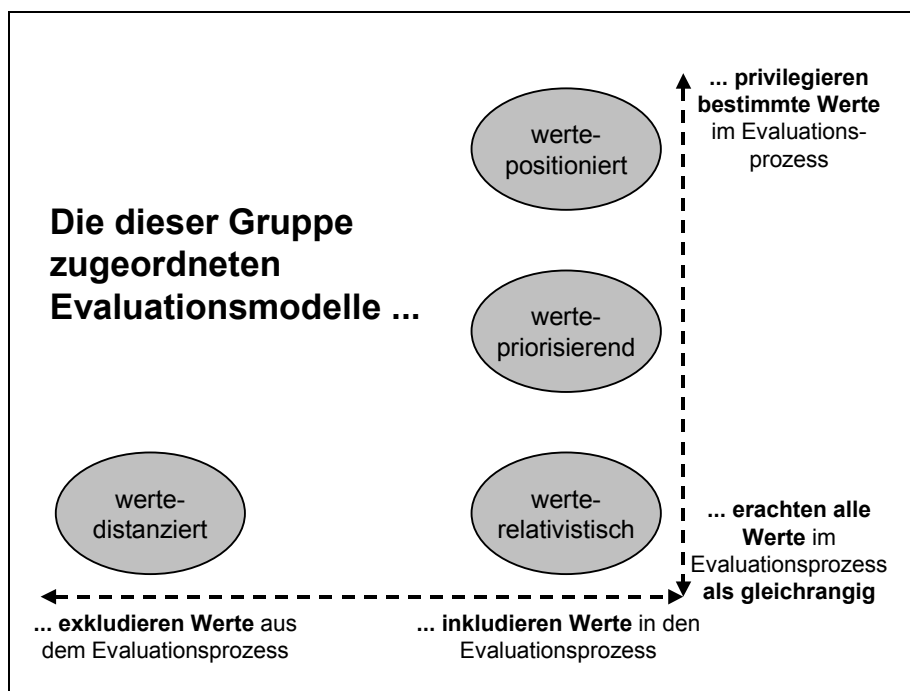 ... privilegieren
bestimmte Werte
im Evaluations-
prozess
werte-
positioniert
Die dieser Gruppe
zugeordneten
Evaluationsmodelle ...
werte-
priorisierend
werte-
distanziert
werte-
relativistisch
... erachten alle
Werte im
Evaluationsprozess
als gleichrangig
... exkludieren Werte aus
dem Evaluationsprozess
... inkludieren Werte in den
Evaluationsprozess